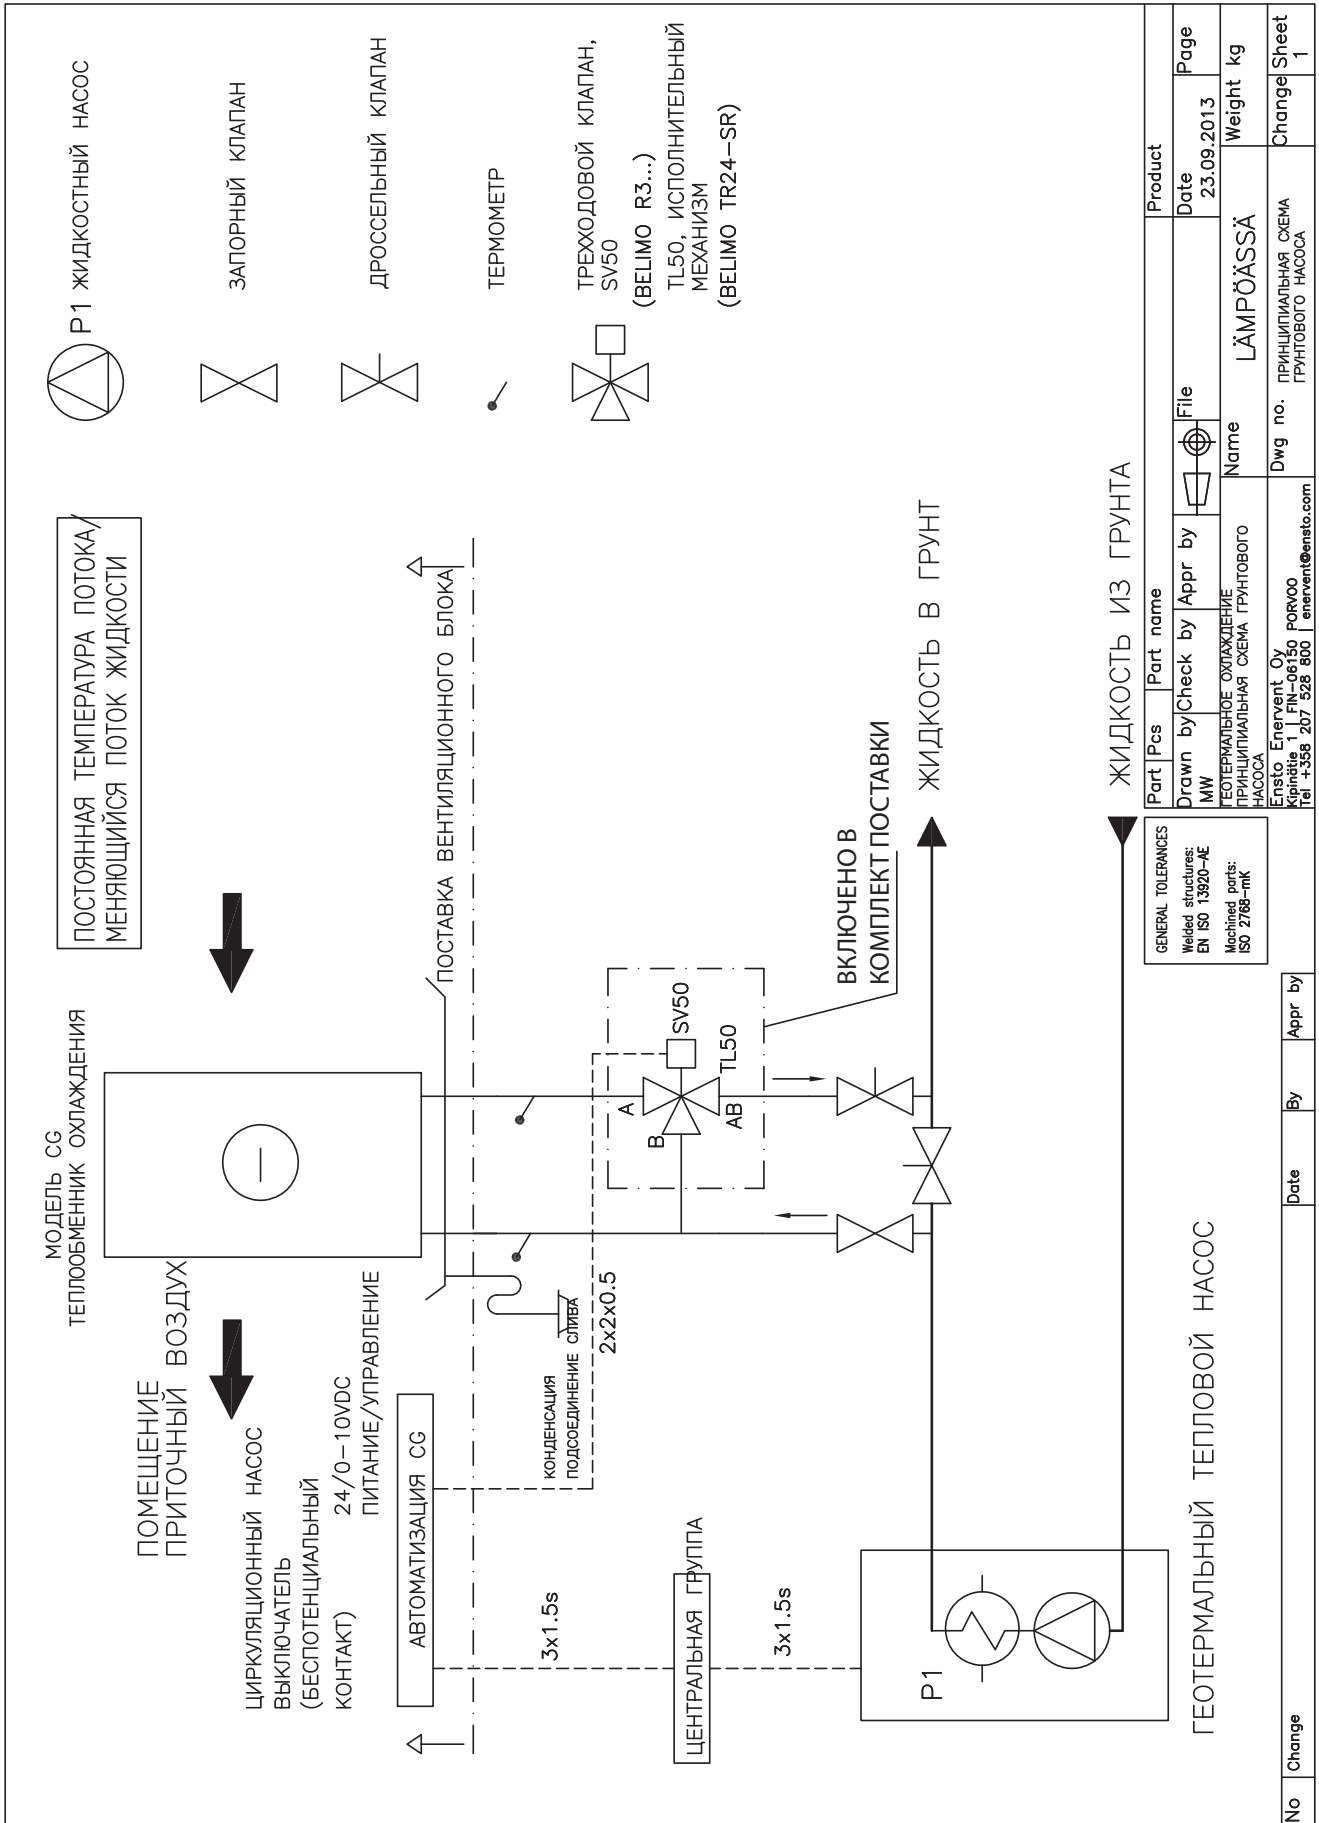 ПОМЕЩЕНИЕ
ПРИТОЧНЫЙ ВОЗДУХ
МОДЕЛЬ CG
ТЕПЛООБМЕННИК ОХЛАЖДЕНИЯ
ПОСТОЯННАЯ ТЕМПЕРАТУРА ПОТОКА/
МЕНЯЮЩИЙСЯ ПОТОК ЖИДКОСТИ
P1 ЖИДКОСТНЫЙ НАСОС
ЗАПОРНЫЙ КЛАПАН
ДРОССЕЛЬНЫЙ КЛАПАН
ТЕРМОМЕТР
ТРЕХХОДОВОЙ КЛАПАН,
SV50
(BELIMO R3...)
TL50, ИСПОЛНИТЕЛЬНЫЙ
МЕХАНИЗМ
(BELIMO TR24-SR)
ЦИРКУЛЯЦИОННЫЙ НАСОС
ВЫКЛЮЧАТЕЛЬ
(БЕСПОТЕНЦИАЛЬНЫЙ
КОНТАКТ)
24/0-10VDC
ПИТАНИЕ/УПРАВЛЕНИЕ
АВТОМАТИЗАЦИЯ CG
ПОСТАВКА ВЕНТИЛЯЦИОННОГО БЛОКА
КОНДЕНСАЦИЯ
ПОДСОЕДИНЕНИЕ СЛИВА
2x2x0.5
3x1.5s
ЦЕНТРАЛЬНАЯ ГРУППА
3x1.5s
A
B
AB
SV50
TL50
ВКЛЮЧЕНО В
КОМПЛЕКТ ПОСТАВКИ
ЖИДКОСТЬ В ГРУНТ
ЖИДКОСТЬ ИЗ ГРУНТА
P1
ГЕОТЕРМАЛЬНЫЙ ТЕПЛОВОЙ НАСОС
GENERAL TOLERANCES
Welded structures:
EN ISO 13920-AE
Machined parts:
ISO 2768-mK
Part Pcs Part name Product
Drawn by Check by Appr by File Date Page
MW 23.09.2013
ГЕОТЕРМАЛЬНОЕ ОХЛАЖДЕНИЕ
ПРИНЦИПИАЛЬНАЯ СХЕМА ГРУНТОВОГО
НАСОСА
Name LÄMPÖÄSSÄ Weight kg
Ensto Enervent Oy
Kipinätie 1 | FIN-06150 PORVOO
Tel +358 207 528 800 | enervent@ensto.com
Dwg no. ПРИНЦИПИАЛЬНАЯ СХЕМА
ГРУНТОВОГО НАСОСА
Change Sheet
1
No Change Date By Appr by